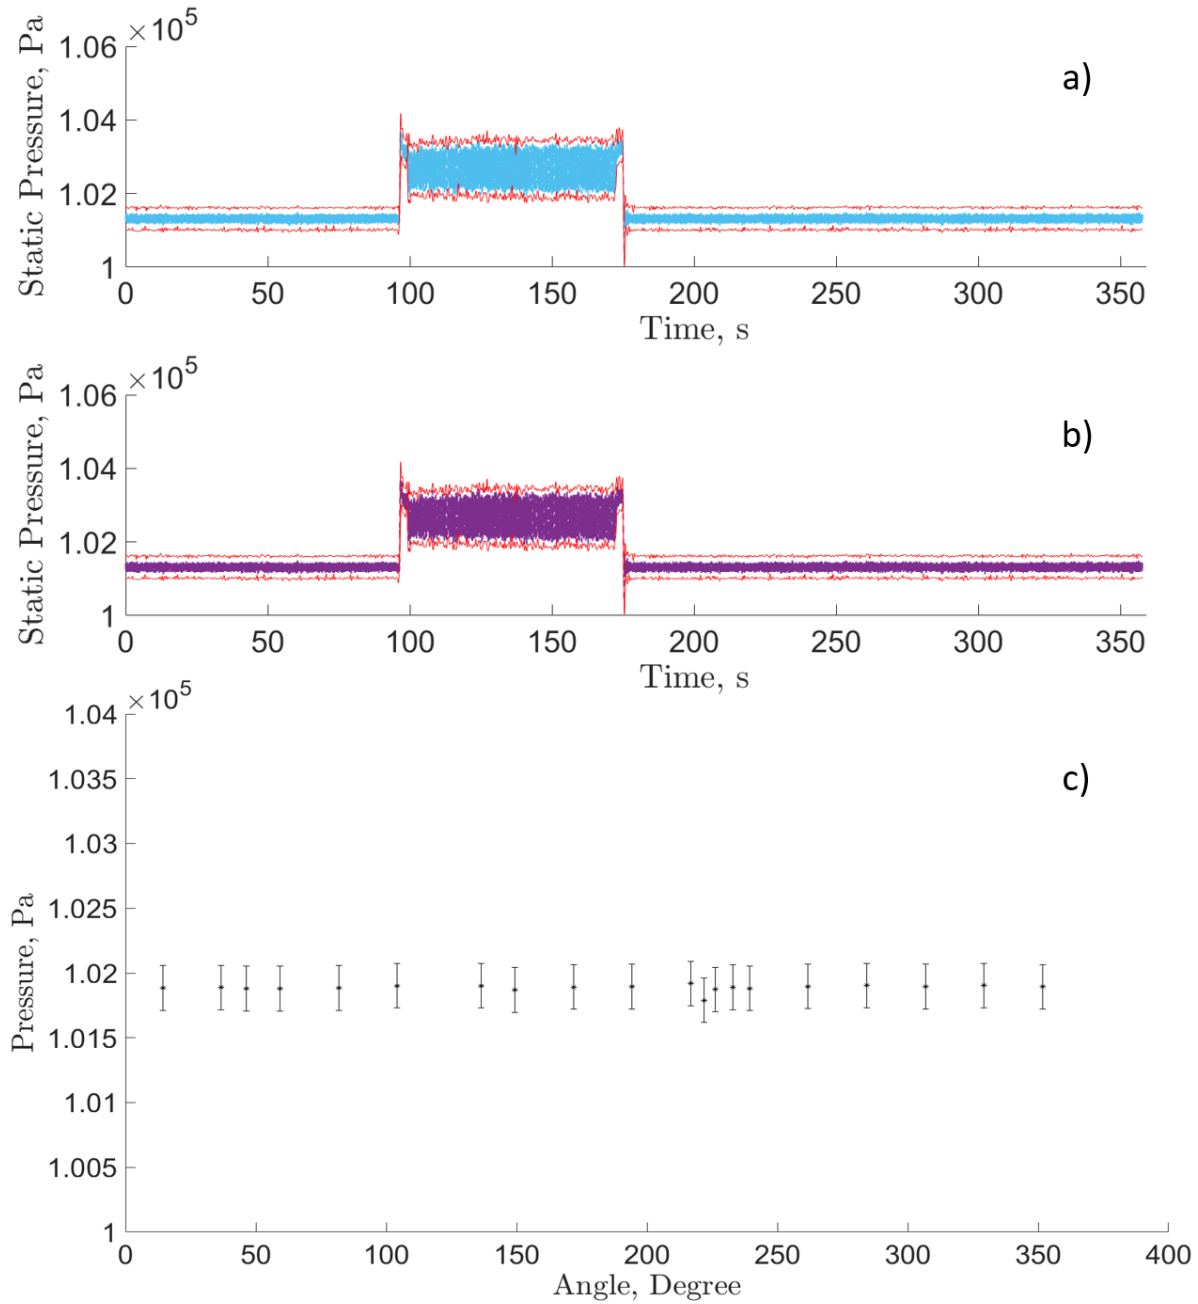 ×10⁵
1.06
1.04
1.02
1
Static Pressure, Pa
a)
0 50 100 150 200 250 300 350
Time, s
×10⁵
1.06
1.04
1.02
1
Static Pressure, Pa
b)
0 50 100 150 200 250 300 350
Time, s
×10⁵
1.04
1.035
1.03
1.025
1.02
1.015
1.01
1.005
1
Pressure, Pa
c)
0 50 100 150 200 250 300 350 400
Angle, Degree